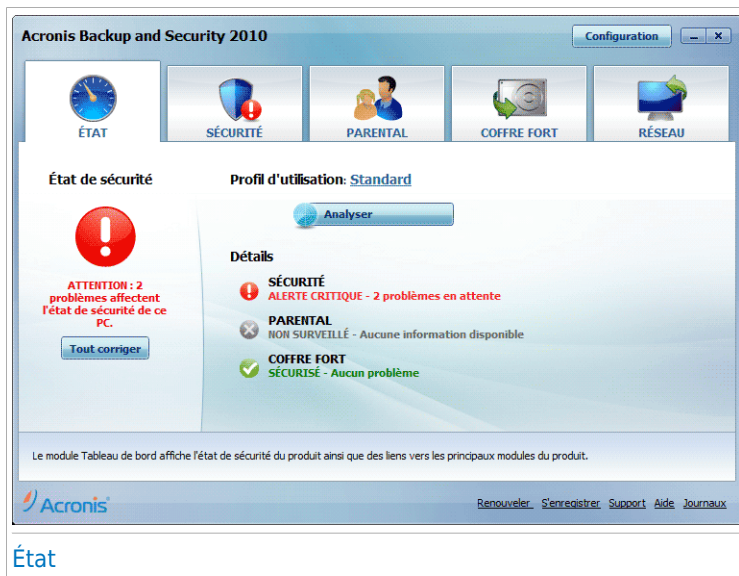 Acronis Backup and Security 2010
Configuration
ÉTAT
SÉCURITÉ
PARENTAL
COFFRE FORT
RÉSEAU
État de sécurité
ATTENTION : 2
problèmes affectent
l'état de sécurité de ce
PC.
Tout corriger
Profil d'utilisation: Standard
Analyser
Détails
SÉCURITÉ
ALERTE CRITIQUE - 2 problèmes en attente
PARENTAL
NON SURVEILLÉ - Aucune information disponible
COFFRE FORT
SÉCURISÉ - Aucun problème
Le module Tableau de bord affiche l'état de sécurité du produit ainsi que des liens vers les principaux modules du produit.
Acronis
Renouveler S'enregistrer Support Aide Journaux
État